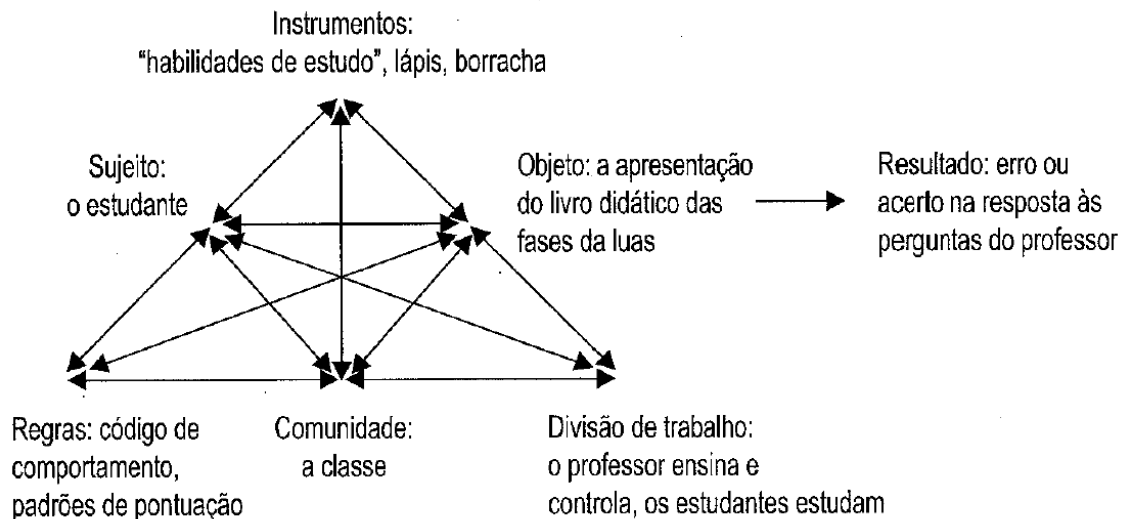 Instrumentos:
“habilidades de estudo”, lápis, borracha
Sujeito:
o estudante
Objeto: a apresentação
do livro didático das
fases da luas
Resultado: erro ou
acerto na resposta às
perguntas do professor
Regras: código de
comportamento,
padrões de pontuação
Comunidade:
a classe
Divisão de trabalho:
o professor ensina e
controla, os estudantes estudam